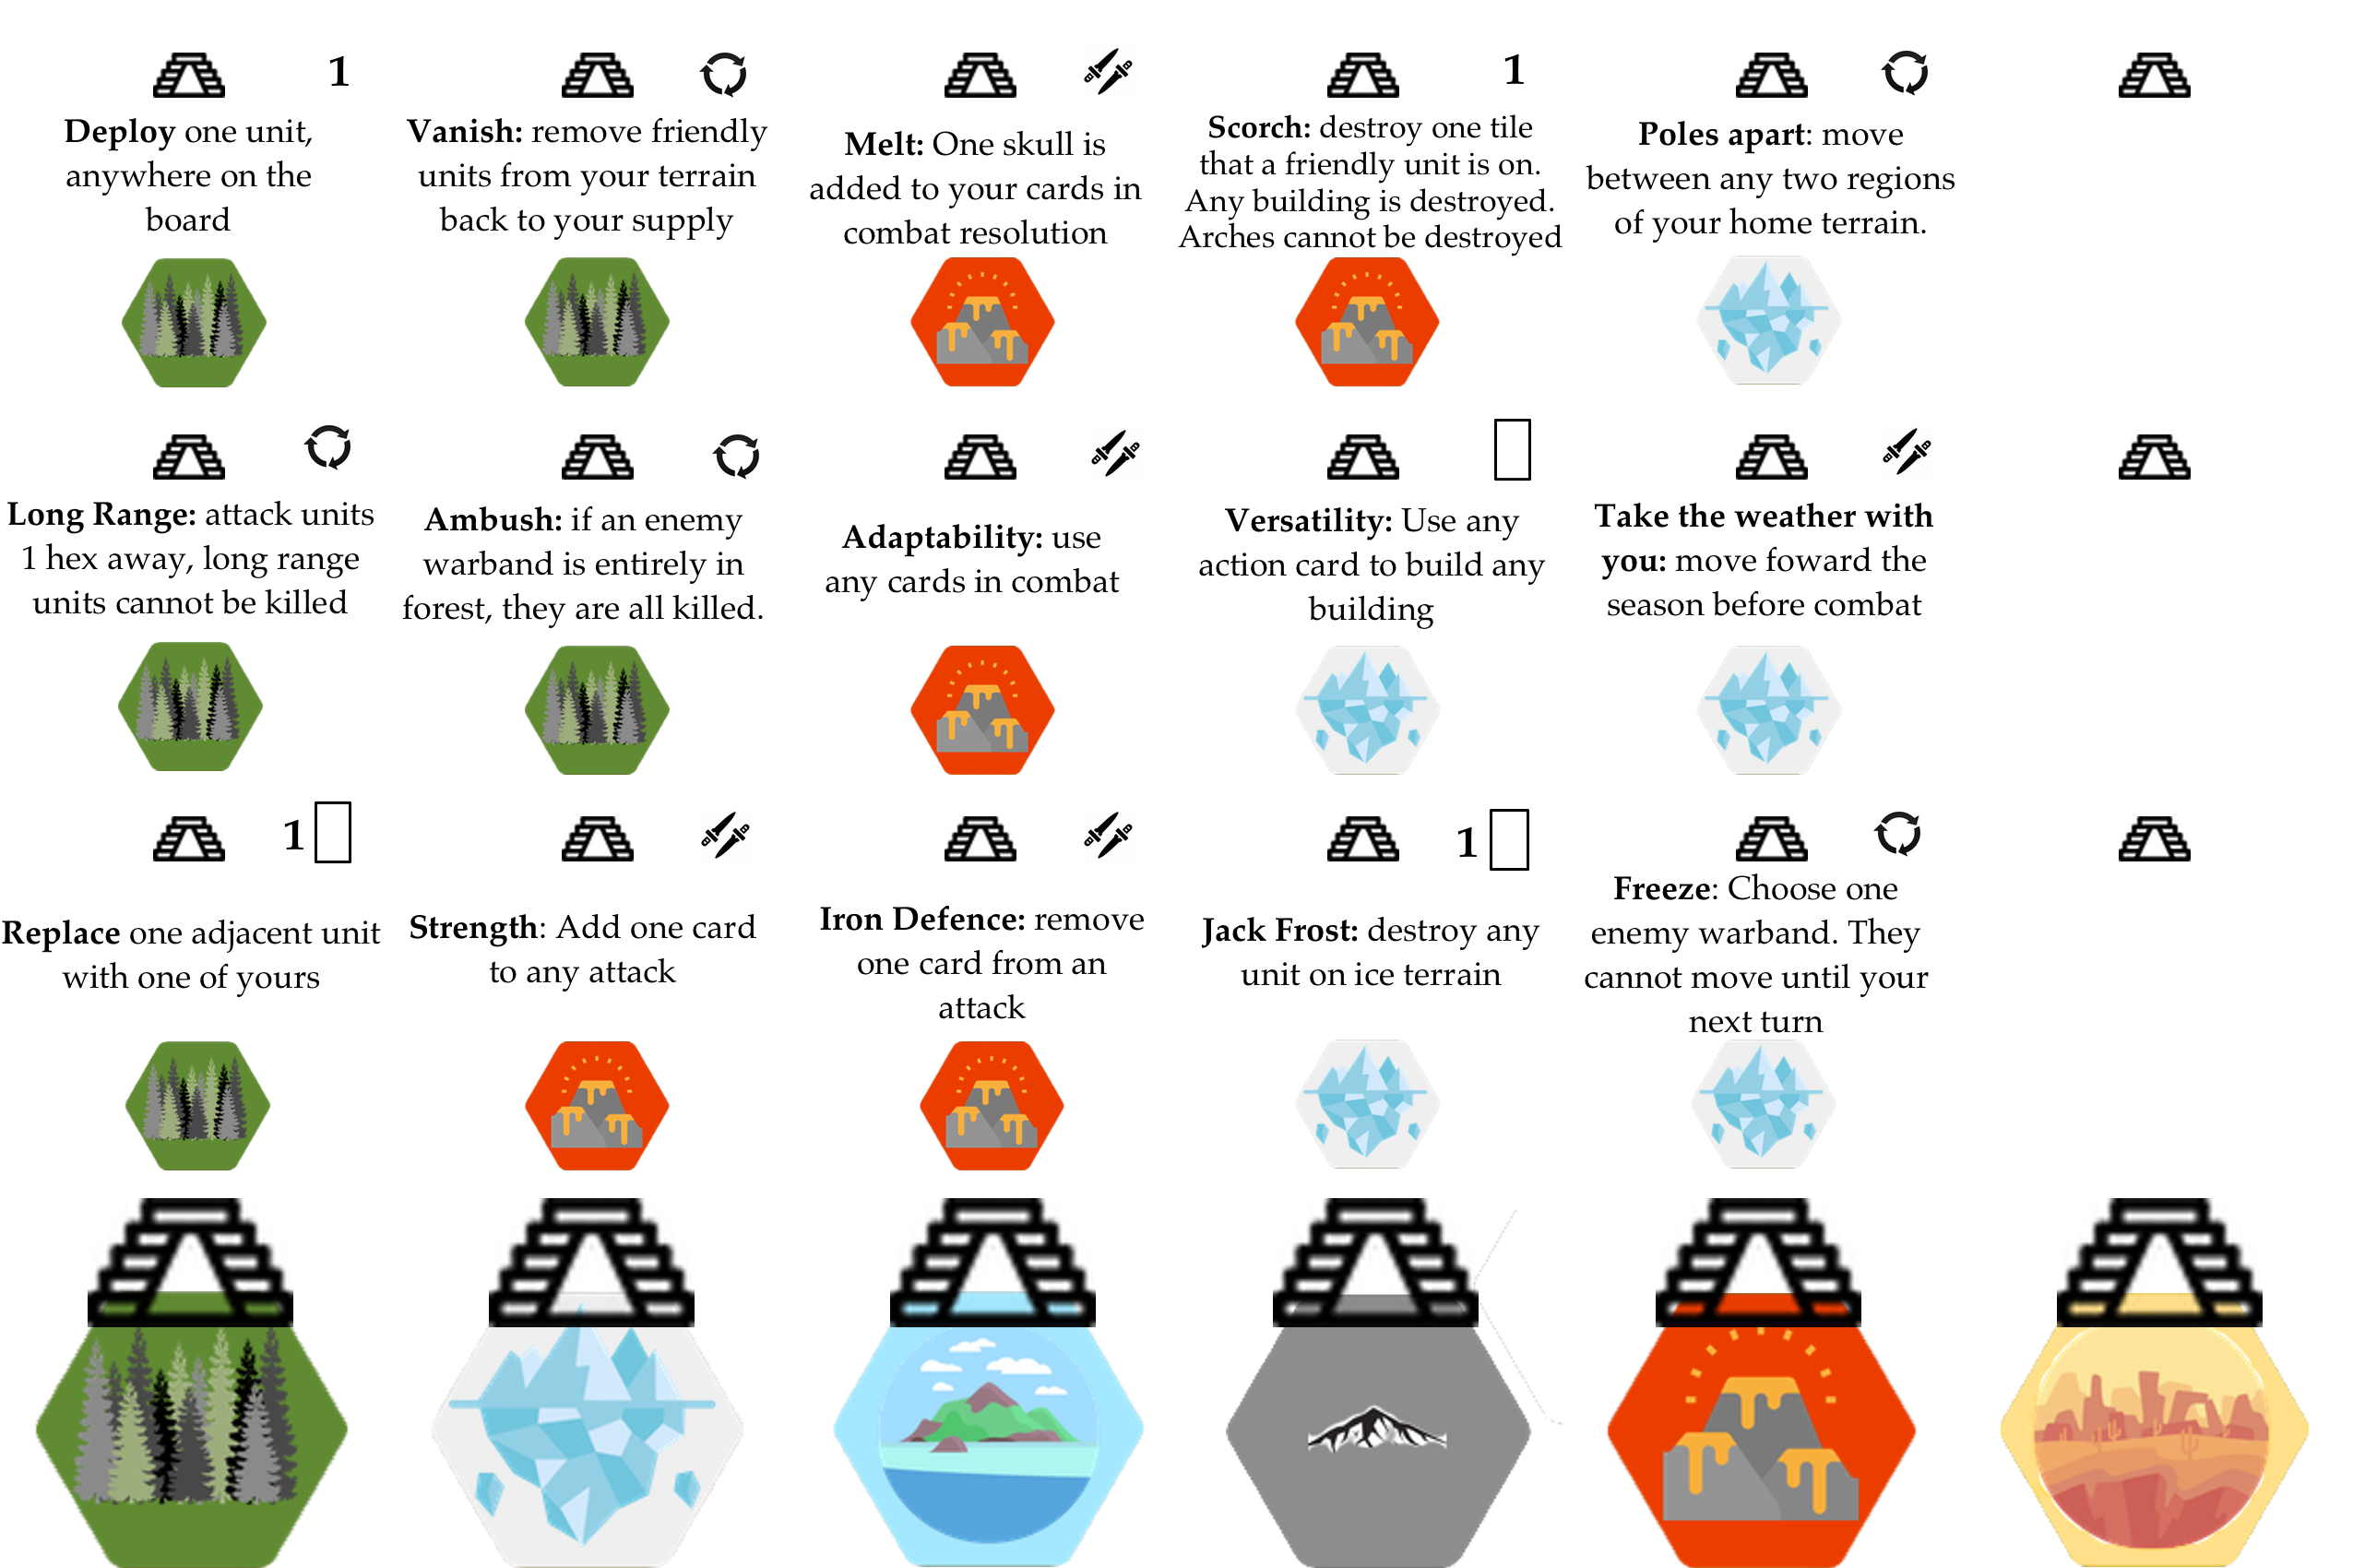 1
Deploy one unit,
anywhere on the
board
Vanish: remove friendly
units from your terrain
back to your supply
Melt: One skull is
added to your cards in
combat resolution
1
Scorch: destroy one tile
that a friendly unit is on.
Any building is destroyed.
Arches cannot be destroyed
Poles apart: move
between any two regions
of your home terrain.
Long Range: attack units
1 hex away, long range
units cannot be killed
Ambush: if an enemy
warband is entirely in
forest, they are all killed.
Adaptability: use
any cards in combat
Versatility: Use any
action card to build any
building
Take the weather with
you: move foward the
season before combat
1
Replace one adjacent unit
with one of yours
Strength: Add one card
to any attack
Iron Defence: remove
one card from an
attack
1
Jack Frost: destroy any
unit on ice terrain
Freeze: Choose one
enemy warband. They
cannot move until your
next turn